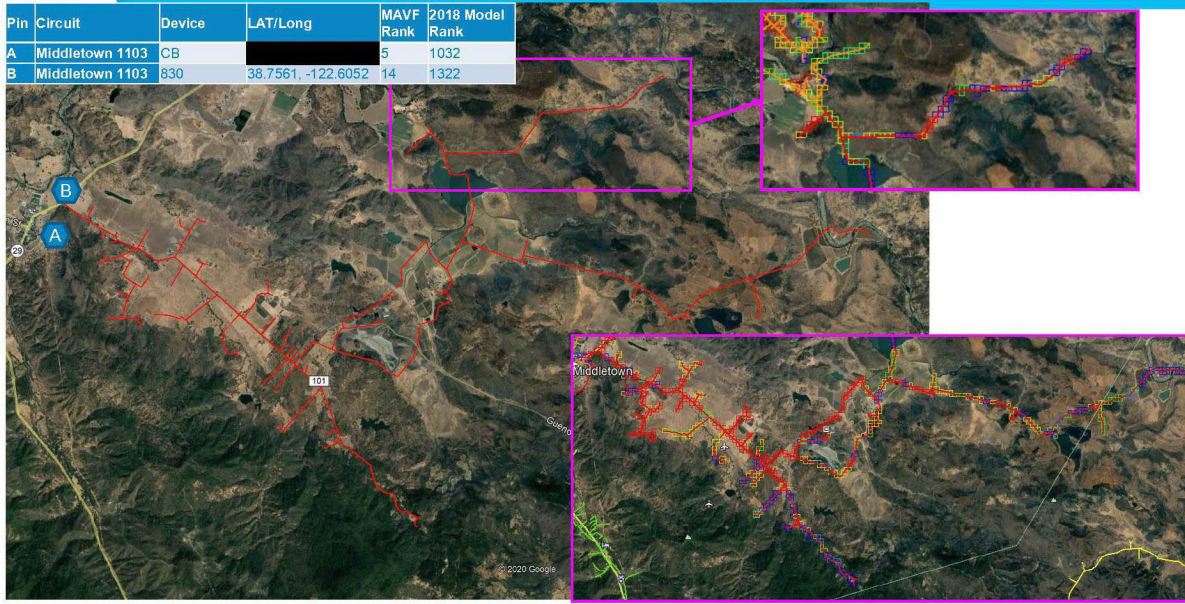 Pin Circuit Device LAT/Long MAVF Rank 2018 Model Rank
A Middletown 1103 CB 5 1032
B Middletown 1103 830 38.7561, -122.6052 14 1322
B
A
29
101
Gueno
© 2020 Google
Middletown